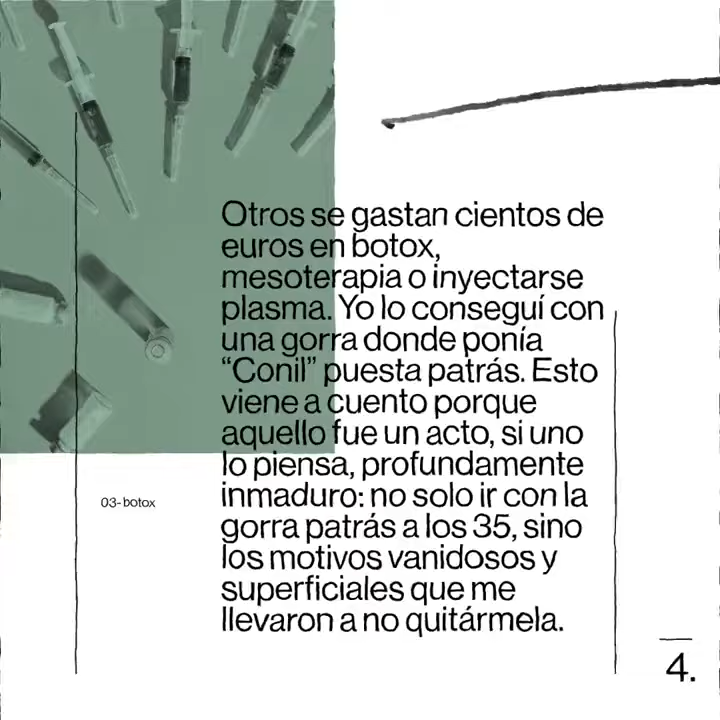 Otros se gastan cientos de
euros en botox,
mesoterapia o inyectarse
plasma. Yo lo conseguí con
una gorra donde ponía
“Conil” puesta patrás. Esto
viene a cuento porque
aquello fue un acto, si uno
lo piensa, profundamente
inmaduro: no solo ir con la
gorra patrás a los 35, sino
los motivos vanidosos y
superficiales que me
llevaron a no quitármela.
03-botox
4.